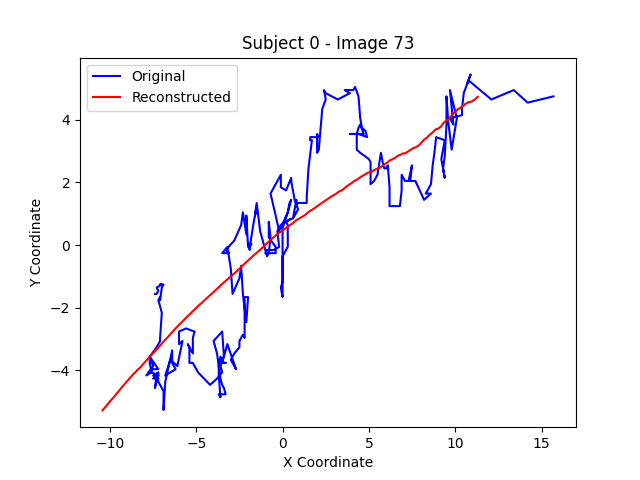 Subject 0 - Image 73
Original
Reconstructed
Y Coordinate
4
2
0
−2
−4
−10 −5 0 5 10 15
X Coordinate